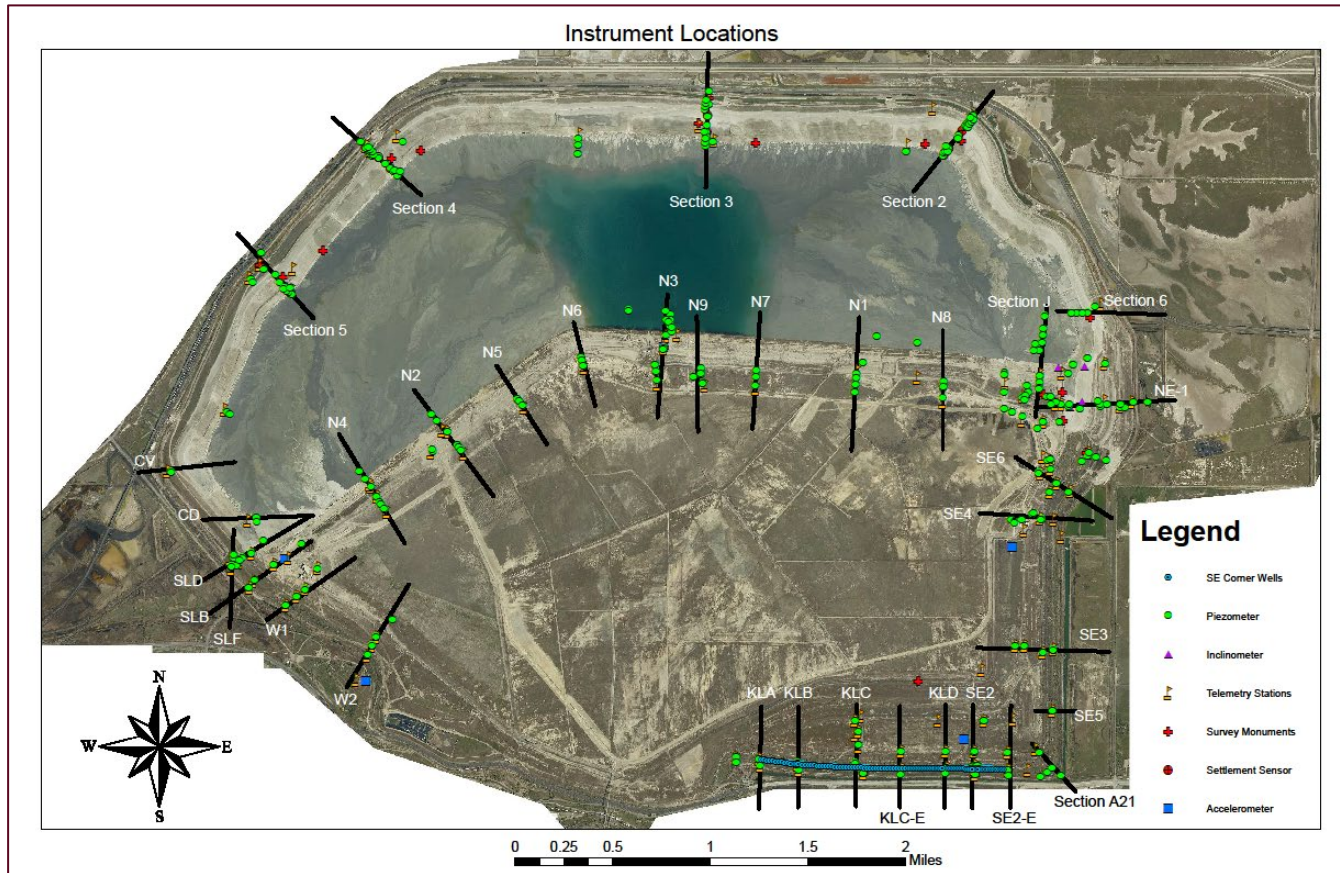 Instrument Locations
Section 4
Section 3
Section 2
Section 5
N6
N3
N9
N7
N1
N8
Section J
Section 6
N5
N2
N4
NE-1
CV
CD
SLD
SLB
SLF
W1
W2
SE6
SE4
SE3
SE5
KLA
KLB
KLC
KLD
SE2
KLC-E
SE2-E
Section A21
N
W
E
S
Legend
SE Corner Wells
Piezometer
Inclinometer
Telemetry Stations
Survey Monuments
Settlement Sensor
Accelerometer
0 0.25 0.5 1 1.5 2
Miles